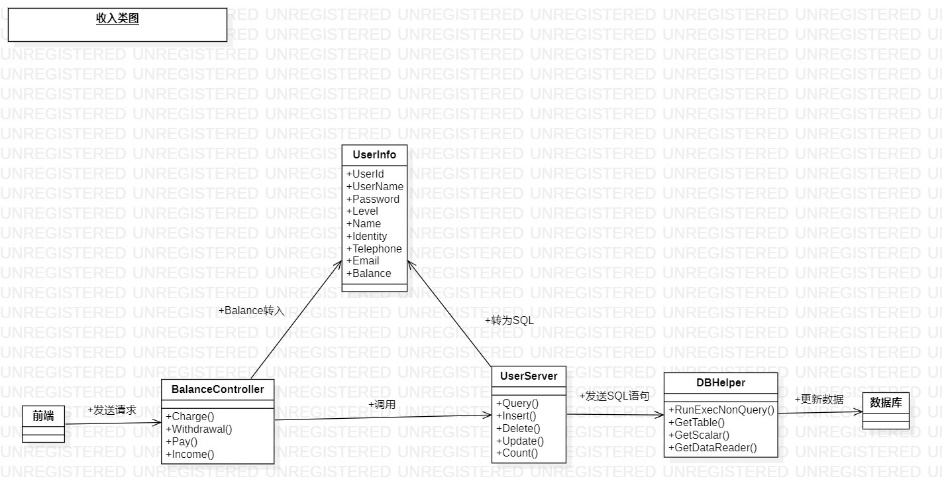 收入类图
UserInfo
+UserId
+UserName
+Password
+Level
+Name
+Identity
+Telephone
+Email
+Balance
+Balance转入
+转为SQL
前端
+发送请求
BalanceController
+Charge()
+Withdrawal()
+Pay()
+Income()
+调用
UserServer
+Query()
+Insert()
+Delete()
+Update()
+Count()
+发送SQL语句
DBHelper
+RunExecNonQuery()
+GetTable()
+GetScalar()
+GetDataReader()
+更新数据
数据库
UNREGISTERED